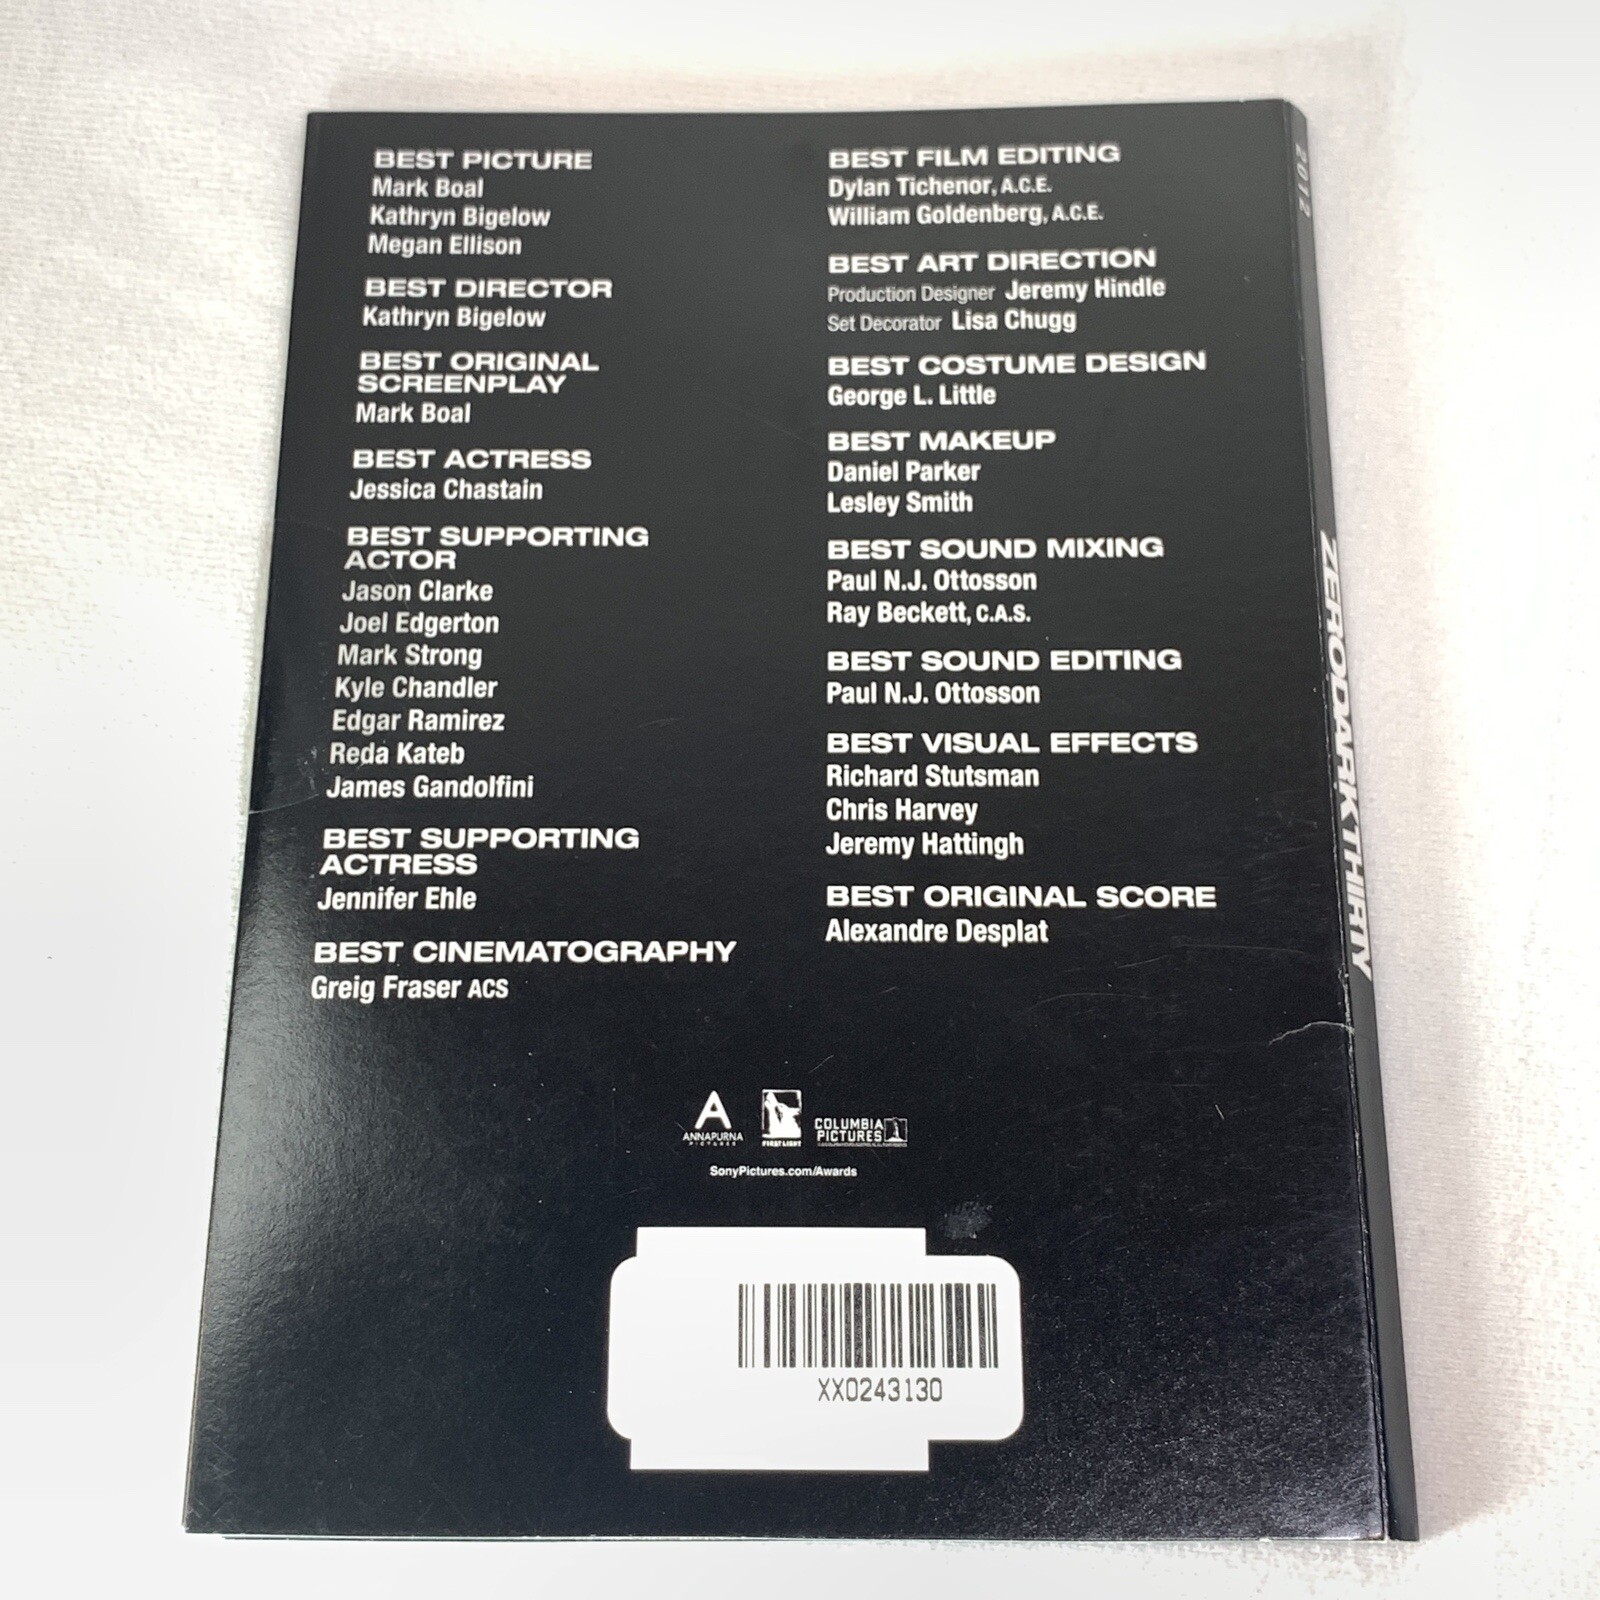 BEST PICTURE
Mark Boal
Kathryn Bigelow
Megan Ellison
BEST DIRECTOR
Kathryn Bigelow
BEST ORIGINAL
SCREENPLAY
Mark Boal
BEST ACTRESS
Jessica Chastain
BEST SUPPORTING
ACTOR
Jason Clarke
Joel Edgerton
Mark Strong
Kyle Chandler
Edgar Ramirez
Reda Kateb
James Gandolfini
BEST SUPPORTING
ACTRESS
Jennifer Ehle
BEST CINEMATOGRAPHY
Greig Fraser ACS
BEST FILM EDITING
Dylan Tichenor, A.C.E.
William Goldenberg, A.C.E.
BEST ART DIRECTION
Production Designer Jeremy Hindle
Set Decorator Lisa Chugg
BEST COSTUME DESIGN
George L. Little
BEST MAKEUP
Daniel Parker
Lesley Smith
BEST SOUND MIXING
Paul N.J. Ottosson
Ray Beckett, C.A.S.
BEST SOUND EDITING
Paul N.J. Ottosson
BEST VISUAL EFFECTS
Richard Stutsman
Chris Harvey
Jeremy Hattingh
BEST ORIGINAL SCORE
Alexandre Desplat
A
ANNAPURNA
PICTURES
FIRST LIGHT
COLUMBIA
PICTURES
SonyPictures.com/Awards
XX0243130
2012
ZERODARKTHIRTY